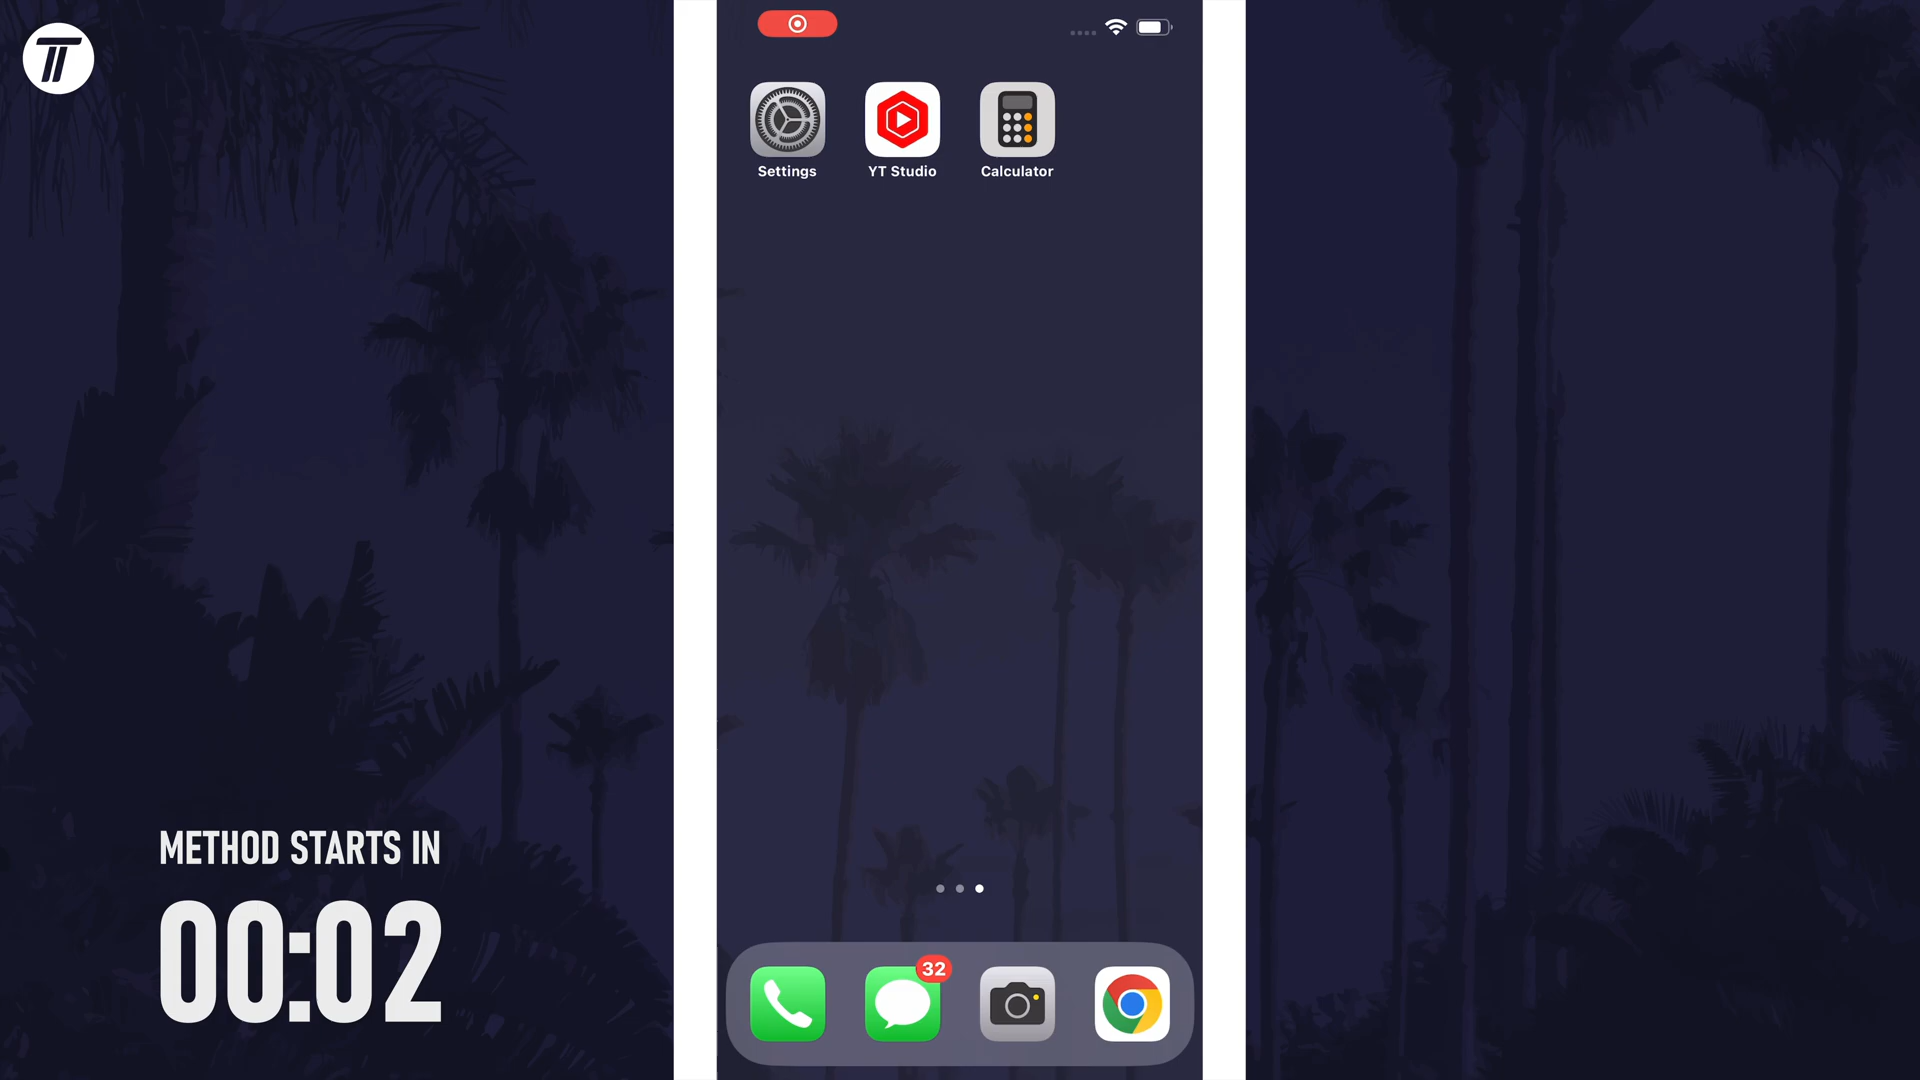 Settings
YT Studio
Calculator
METHOD STARTS IN
00:02
32